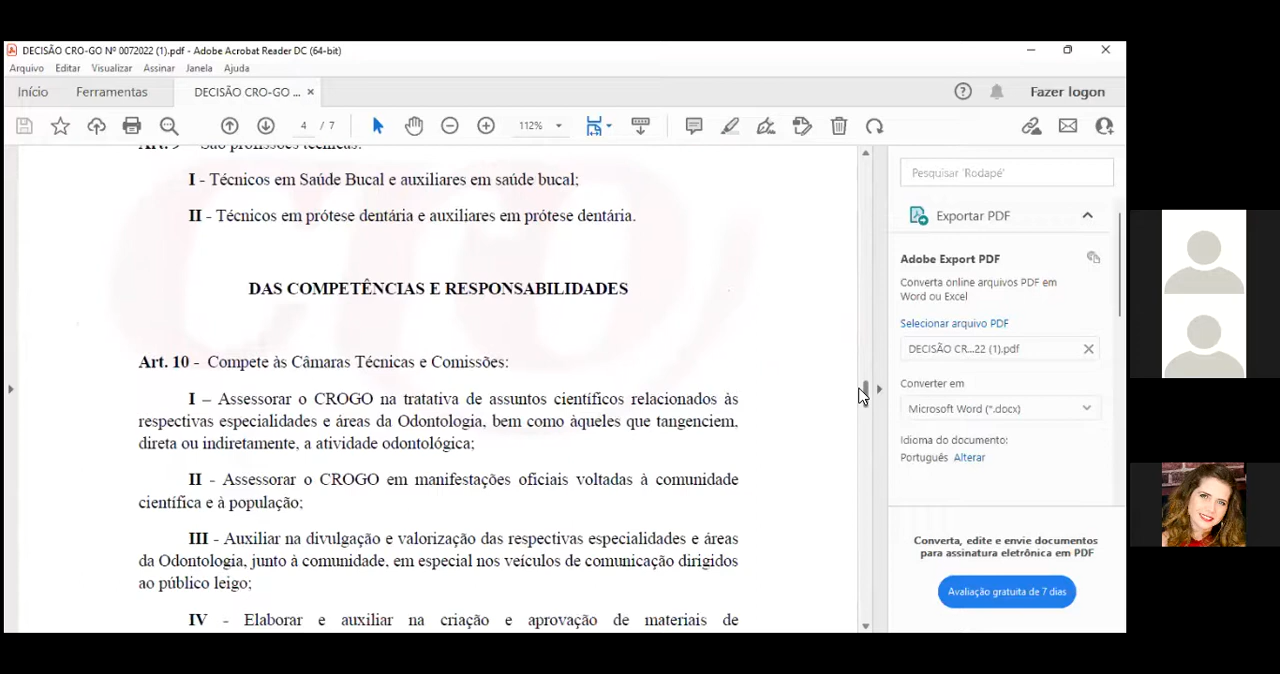 DECISÃO CRO-GO Nº 0072022 (1).pdf - Adobe Acrobat Reader DC (64-bit)
Arquivo Editar Visualizar Assinar Janela Ajuda
Início Ferramentas DECISÃO CRO-GO ... × Fazer logon
4 / 7 112%
Art. 9 - São profissões técnicas:
I - Técnicos em Saúde Bucal e auxiliares em saúde bucal;
II - Técnicos em prótese dentária e auxiliares em prótese dentária.
DAS COMPETÊNCIAS E RESPONSABILIDADES
Art. 10 - Compete às Câmaras Técnicas e Comissões:
I – Assessorar o CROGO na tratativa de assuntos científicos relacionados às
respectivas especialidades e áreas da Odontologia, bem como àqueles que tangenciem,
direta ou indiretamente, a atividade odontológica;
II - Assessorar o CROGO em manifestações oficiais voltadas à comunidade
científica e à população;
III - Auxiliar na divulgação e valorização das respectivas especialidades e áreas
da Odontologia, junto à comunidade, em especial nos veículos de comunicação dirigidos
ao público leigo;
IV - Elaborar e auxiliar na criação e aprovação de materiais de
Pesquisar 'Rodapé'
Exportar PDF
Adobe Export PDF
Converta online arquivos PDF em
Word ou Excel
Selecionar arquivo PDF
DECISÃO CR...22 (1).pdf
Converter em
Microsoft Word (*.docx)
Idioma do documento:
Português Alterar
Converta, edite e envie documentos
para assinatura eletrônica em PDF
Avaliação gratuita de 7 dias
CRO